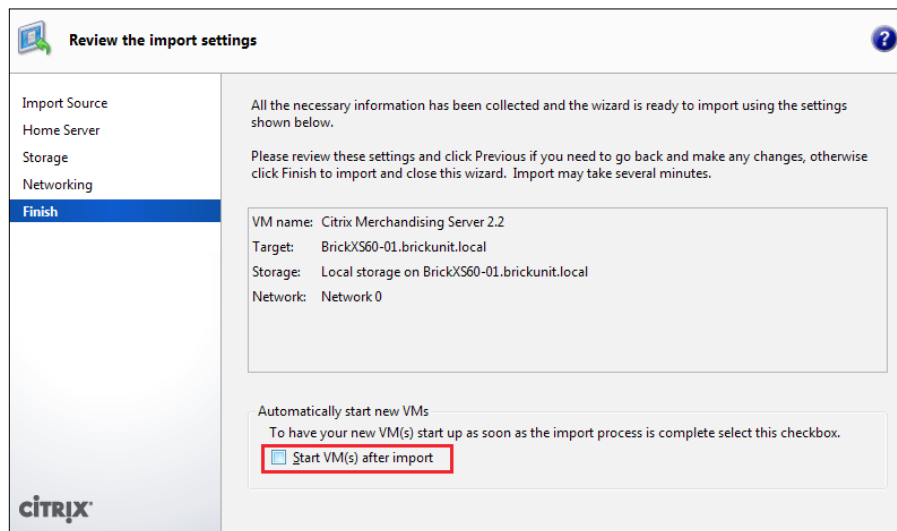 Review the import settings
?
Import Source
Home Server
Storage
Networking
Finish
All the necessary information has been collected and the wizard is ready to import using the settings
shown below.
Please review these settings and click Previous if you need to go back and make any changes, otherwise
click Finish to import and close this wizard. Import may take several minutes.
VM name: Citrix Merchandising Server 2.2
Target: BrickXS60-01.brickunit.local
Storage: Local storage on BrickXS60-01.brickunit.local
Network: Network 0
Automatically start new VMs
To have your new VM(s) start up as soon as the import process is complete select this checkbox.
Start VM(s) after import
CITRIX